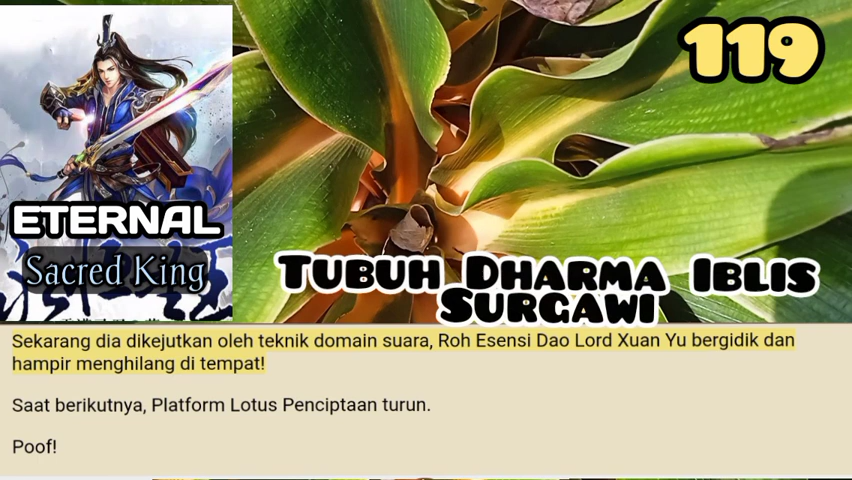 119
ETERNAL
Sacred King
TUBUH DHARMA IBLIS
SURGAWI
Sekarang dia dikejutkan oleh teknik domain suara, Roh Esensi Dao Lord Xuan Yu bergidik dan
hampir menghilang di tempat!
Saat berikutnya, Platform Lotus Penciptaan turun.
Poof!